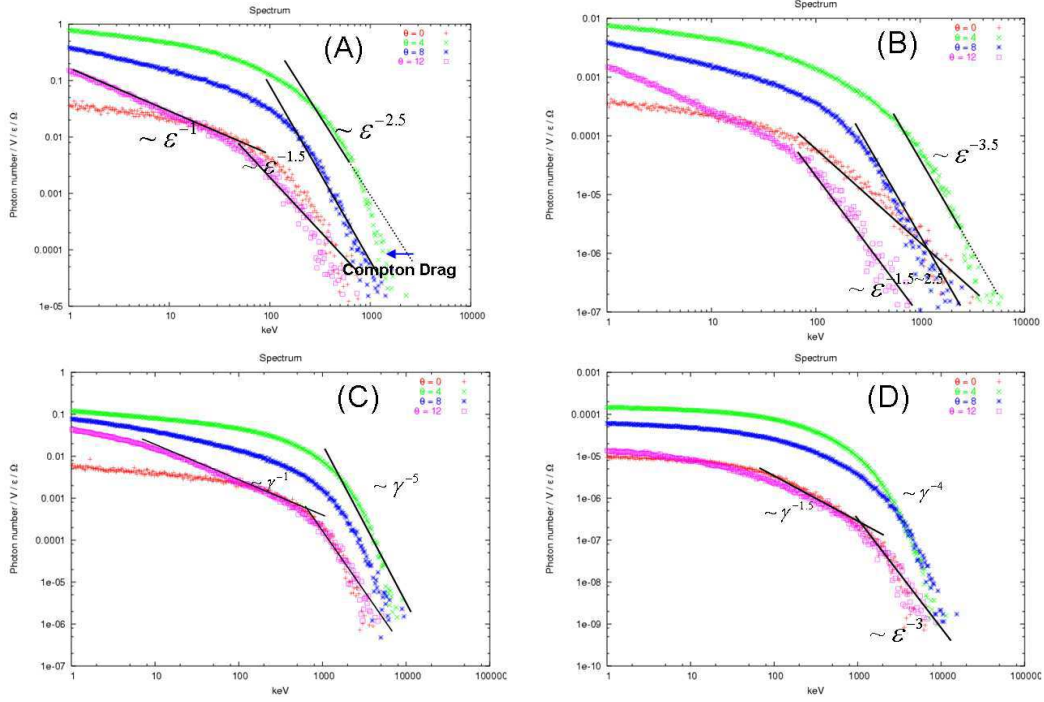 Spectrum
(A)
θ = 0
θ = 4
θ = 8
θ = 12
1
0.1
0.01
0.001
0.0001
1e-05
Photon number / V / ε / Ω
~ ε^-1
~ ε^-1.5
~ ε^-2.5
Compton Drag
1
10
100
1000
10000
keV
Spectrum
(B)
θ = 0
θ = 4
θ = 8
θ = 12
0.01
0.001
0.0001
1e-05
1e-06
1e-07
Photon number / V / ε / Ω
~ ε^-3.5
~ ε^-1.5~2.5
1
10
100
1000
10000
keV
Spectrum
(C)
θ = 0
θ = 4
θ = 8
θ = 12
1
0.1
0.01
0.001
0.0001
1e-05
1e-06
1e-07
Photon number / V / ε / Ω
~ γ^-1
~ γ^-5
1
10
100
1000
10000
100000
keV
Spectrum
(D)
θ = 0
θ = 4
θ = 8
θ = 12
0.001
0.0001
1e-05
1e-06
1e-07
1e-08
1e-09
1e-10
Photon number / V / ε / Ω
~ γ^-1.5
~ γ^-4
~ ε^-3
1
10
100
1000
10000
100000
keV